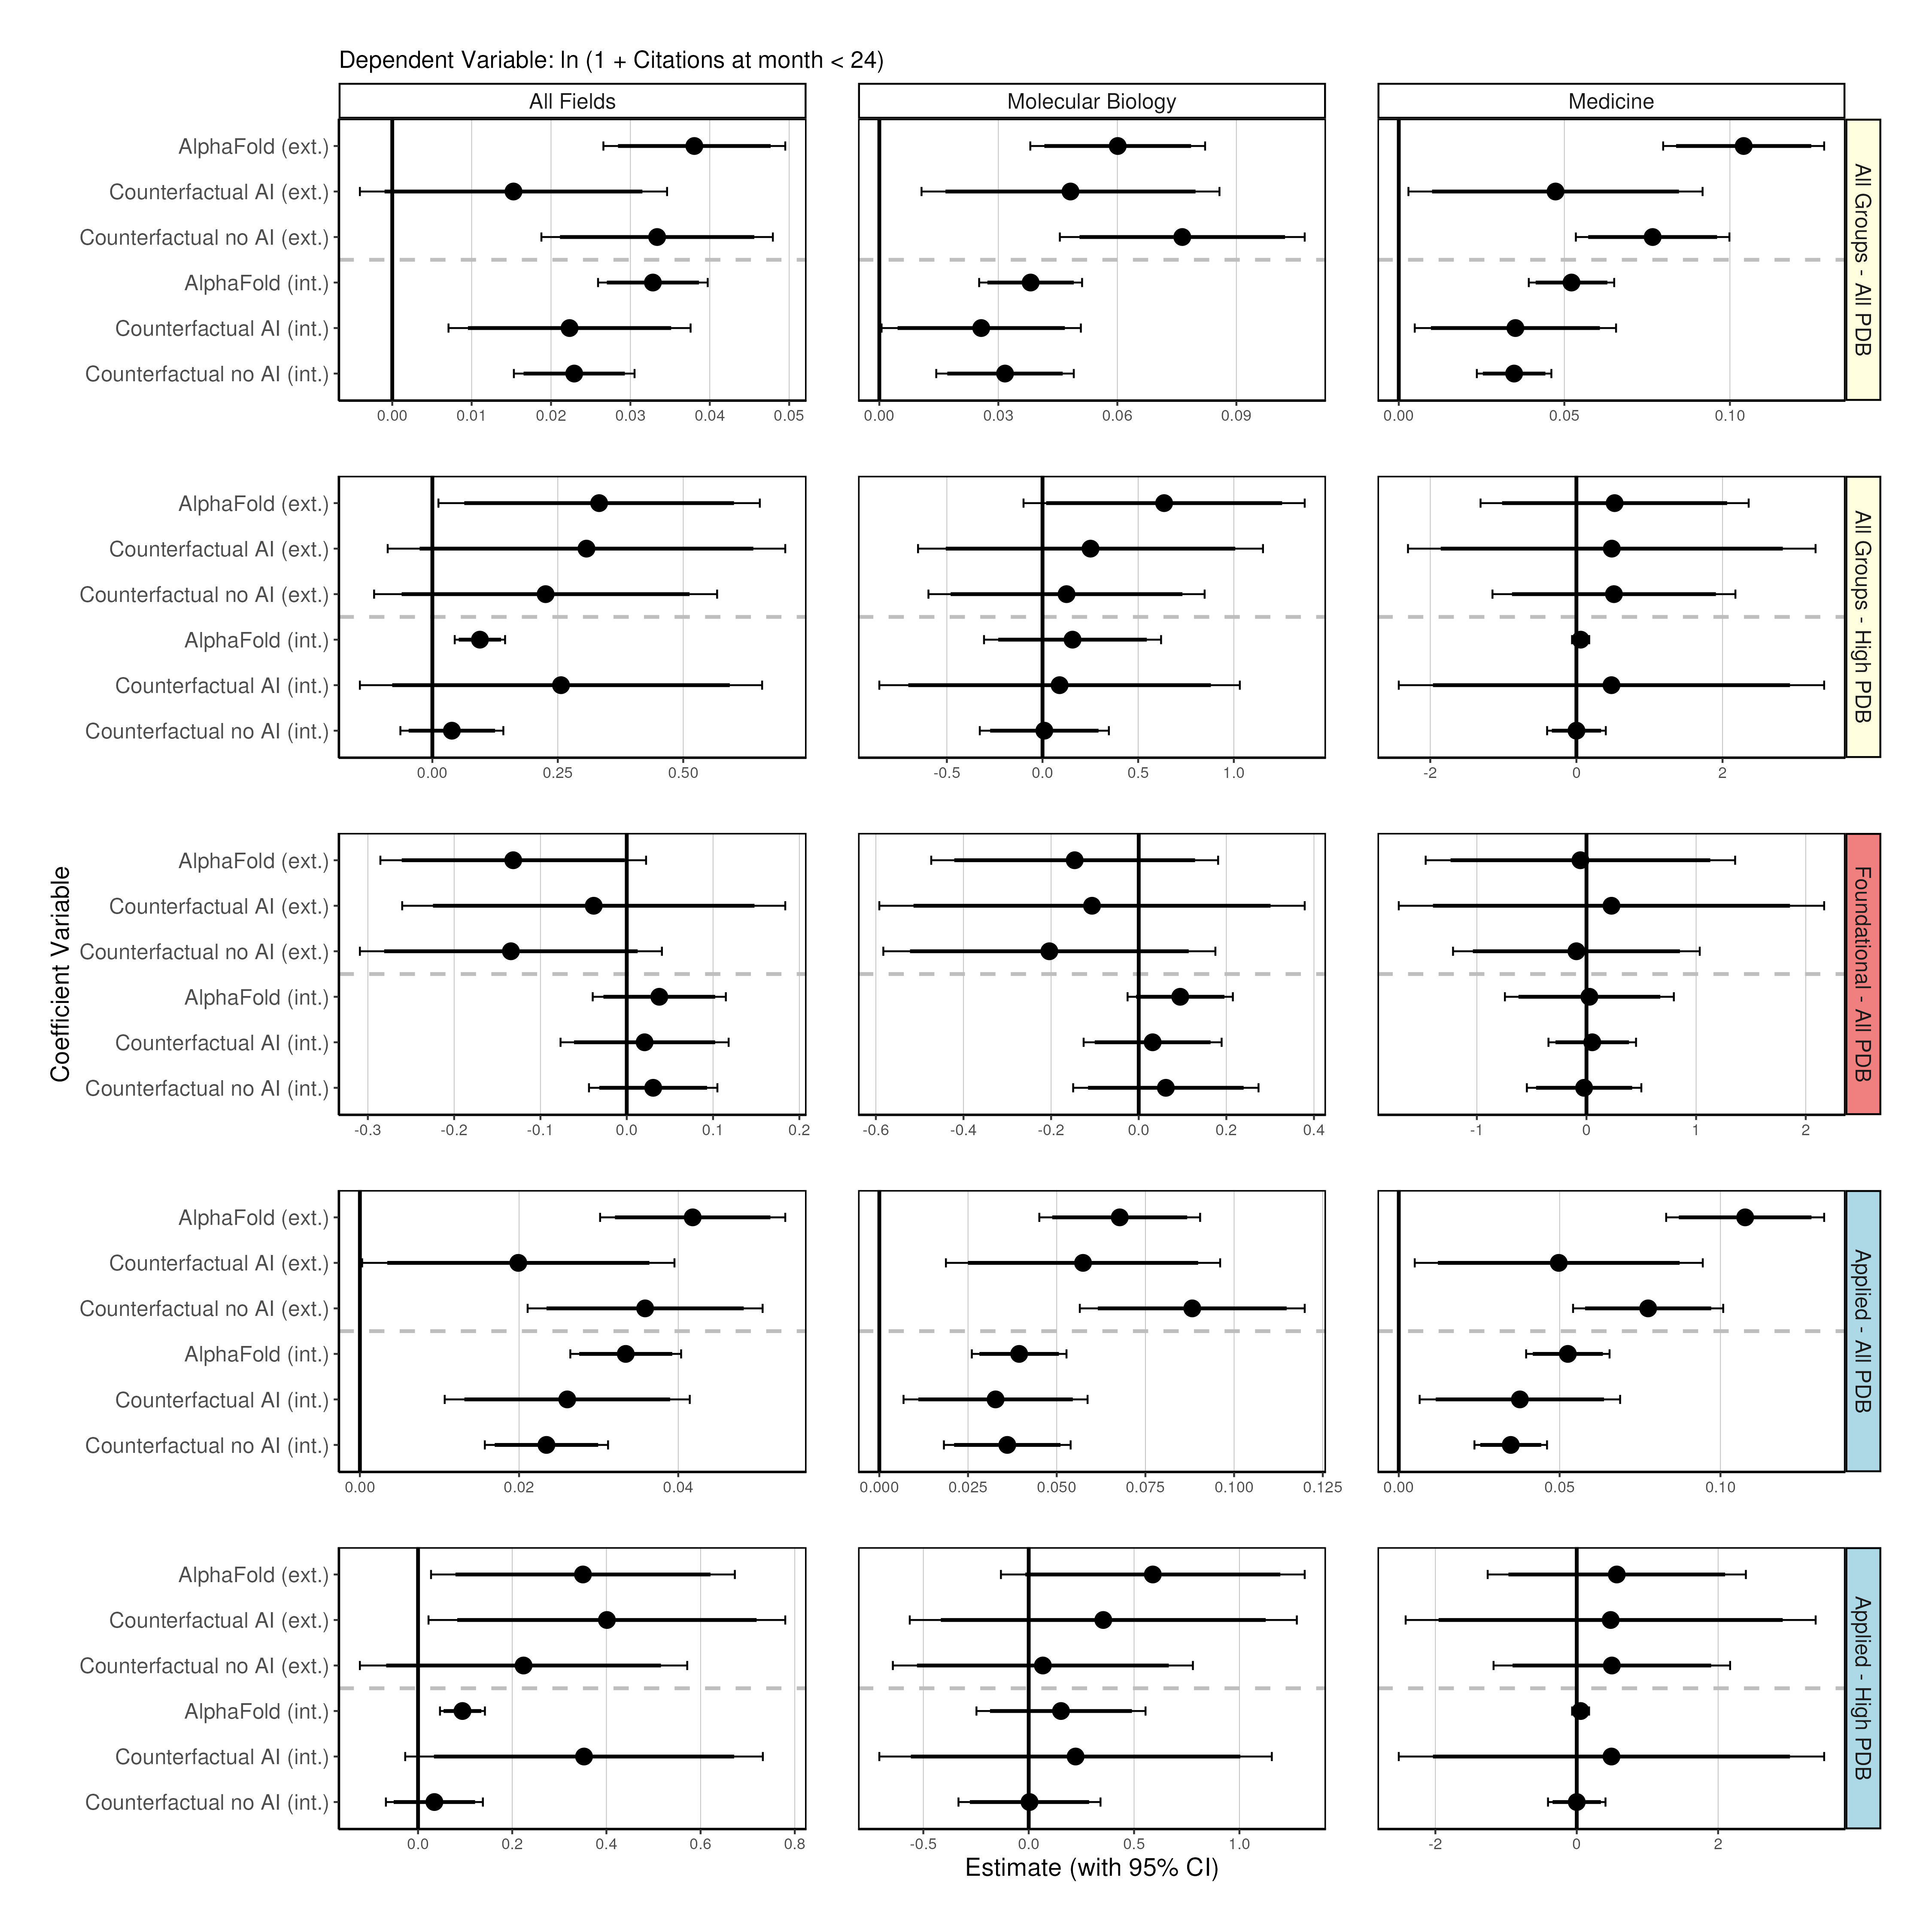 Dependent Variable: ln (1 + Citations at month < 24)
All Fields
Molecular Biology
Medicine
AlphaFold (ext.)
Counterfactual AI (ext.)
Counterfactual no AI (ext.)
AlphaFold (int.)
Counterfactual AI (int.)
Counterfactual no AI (int.)
0.00 0.01 0.02 0.03 0.04 0.05
0.00 0.03 0.06 0.09
0.00 0.05 0.10
All Groups - All PDB
AlphaFold (ext.)
Counterfactual AI (ext.)
Counterfactual no AI (ext.)
AlphaFold (int.)
Counterfactual AI (int.)
Counterfactual no AI (int.)
0.00 0.25 0.50
-0.5 0.0 0.5 1.0
-2 0 2
All Groups - High PDB
Coefficient Variable
AlphaFold (ext.)
Counterfactual AI (ext.)
Counterfactual no AI (ext.)
AlphaFold (int.)
Counterfactual AI (int.)
Counterfactual no AI (int.)
-0.3 -0.2 -0.1 0.0 0.1 0.2
-0.6 -0.4 -0.2 0.0 0.2 0.4
-1 0 1 2
Foundational - All PDB
AlphaFold (ext.)
Counterfactual AI (ext.)
Counterfactual no AI (ext.)
AlphaFold (int.)
Counterfactual AI (int.)
Counterfactual no AI (int.)
0.00 0.02 0.04
0.000 0.025 0.050 0.075 0.100 0.125
0.00 0.05 0.10
Applied - All PDB
AlphaFold (ext.)
Counterfactual AI (ext.)
Counterfactual no AI (ext.)
AlphaFold (int.)
Counterfactual AI (int.)
Counterfactual no AI (int.)
0.0 0.2 0.4 0.6 0.8
-0.5 0.0 0.5 1.0
-2 0 2
Applied - High PDB
Estimate (with 95% CI)